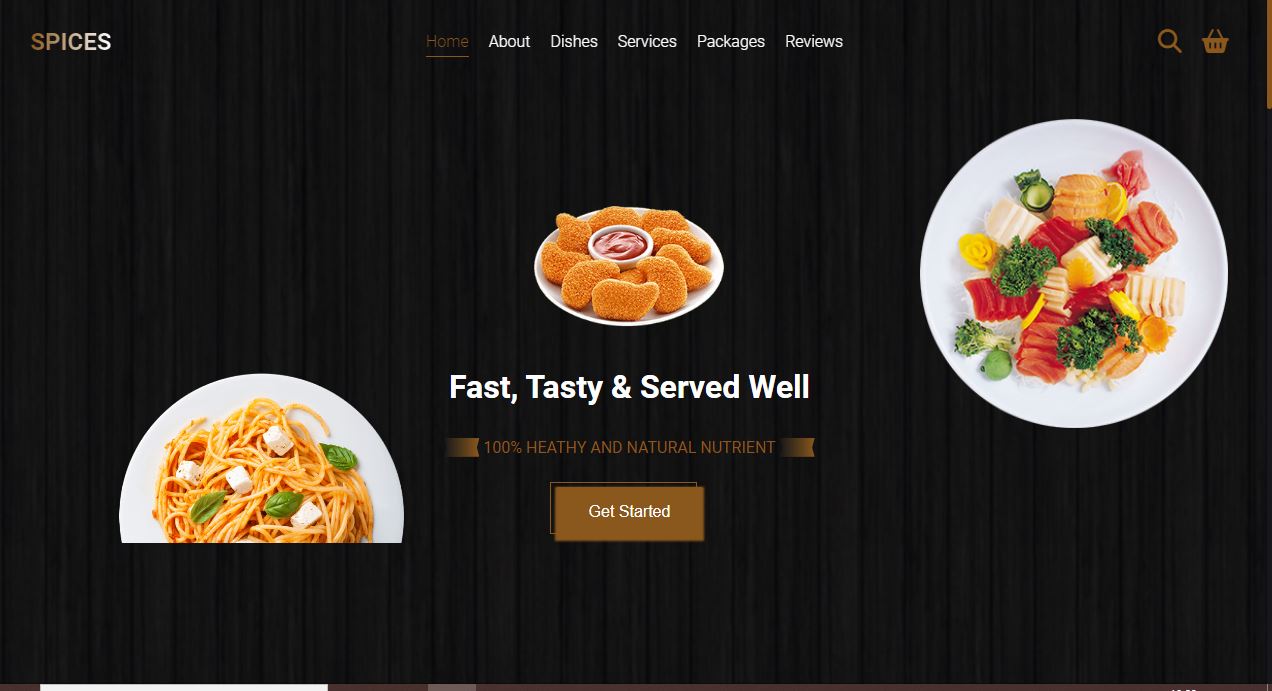 SPICES
Home About Dishes Services Packages Reviews
Fast, Tasty & Served Well
100% HEATHY AND NATURAL NUTRIENT
Get Started